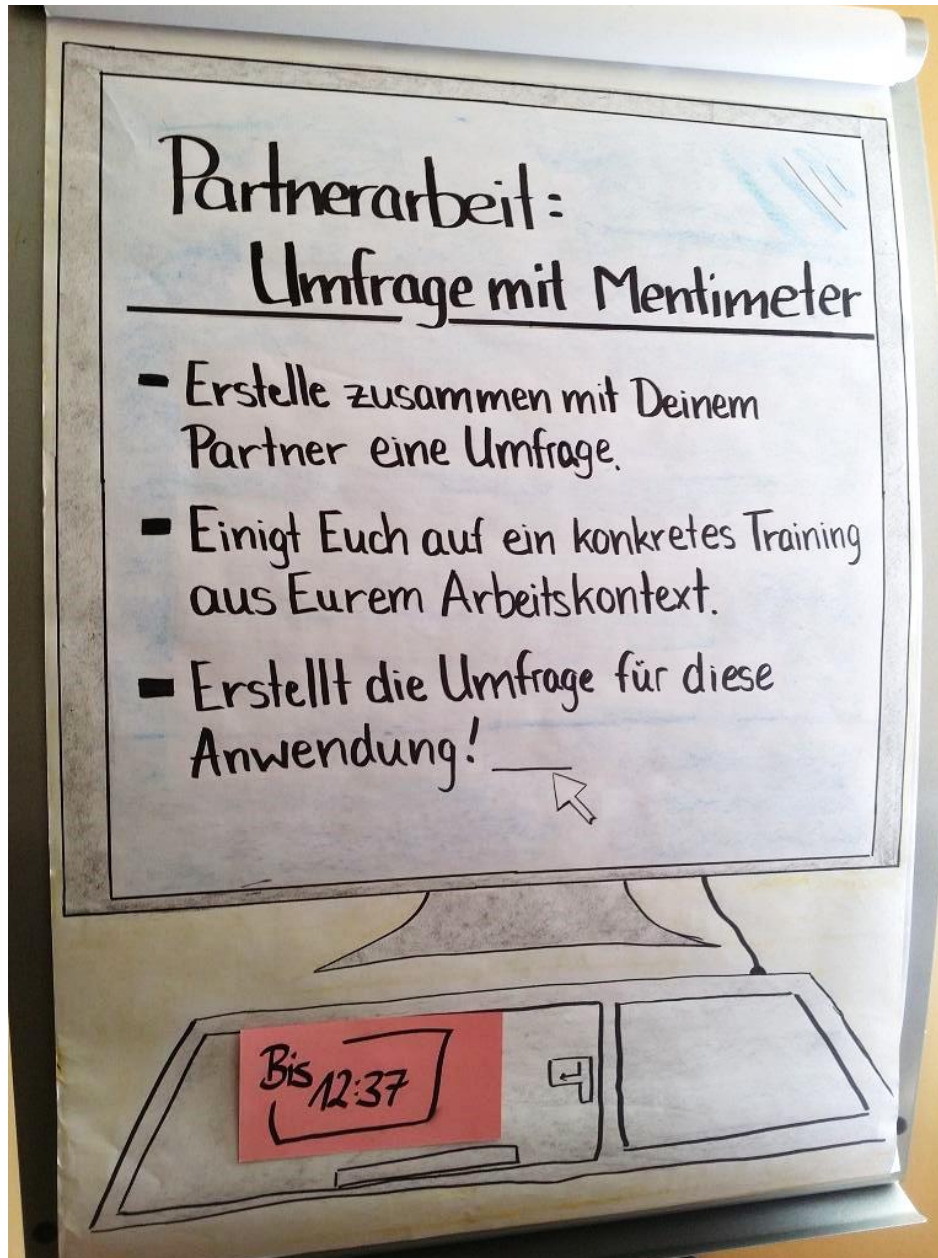 Partnerarbeit:
Umfrage mit Mentimeter
- Erstelle zusammen mit Deinem
Partner eine Umfrage.
- Einigt Euch auf ein konkretes Training
aus Eurem Arbeitskontext.
- Erstellt die Umfrage für diese
Anwendung! __
Bis
12:37